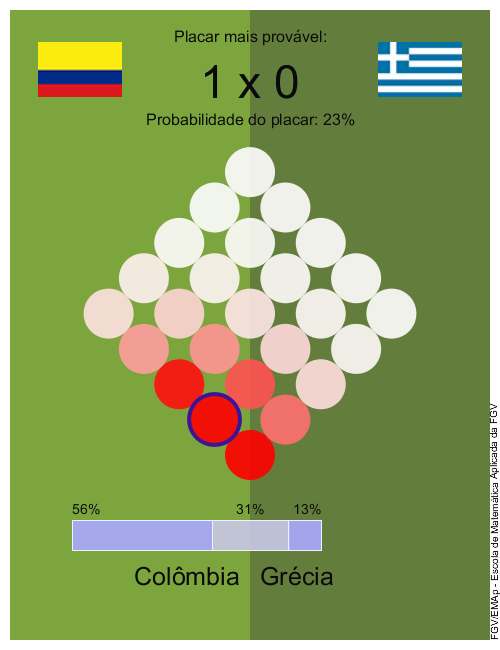 Placar mais provável:
1 x 0
Probabilidade do placar: 23%
56% 31% 13%
Colômbia Grécia
FGV/EMAp - Escola de Matemática Aplicada da FGV